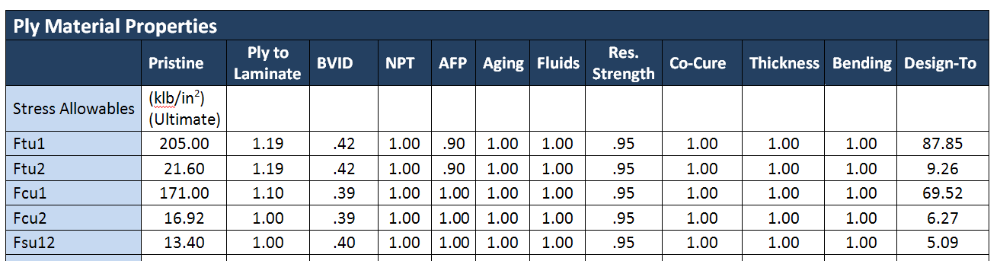 Ply Material Properties
Pristine Ply to Laminate BVID NPT AFP Aging Fluids Res. Strength Co-Cure Thickness Bending Design-To
Stress Allowables (klb/in²) (Ultimate)
Ftu1 205.00 1.19 .42 1.00 .90 1.00 1.00 .95 1.00 1.00 1.00 87.85
Ftu2 21.60 1.19 .42 1.00 .90 1.00 1.00 .95 1.00 1.00 1.00 9.26
Fcu1 171.00 1.10 .39 1.00 1.00 1.00 1.00 .95 1.00 1.00 1.00 69.52
Fcu2 16.92 1.00 .39 1.00 1.00 1.00 1.00 .95 1.00 1.00 1.00 6.27
Fsu12 13.40 1.00 .40 1.00 1.00 1.00 1.00 .95 1.00 1.00 1.00 5.09